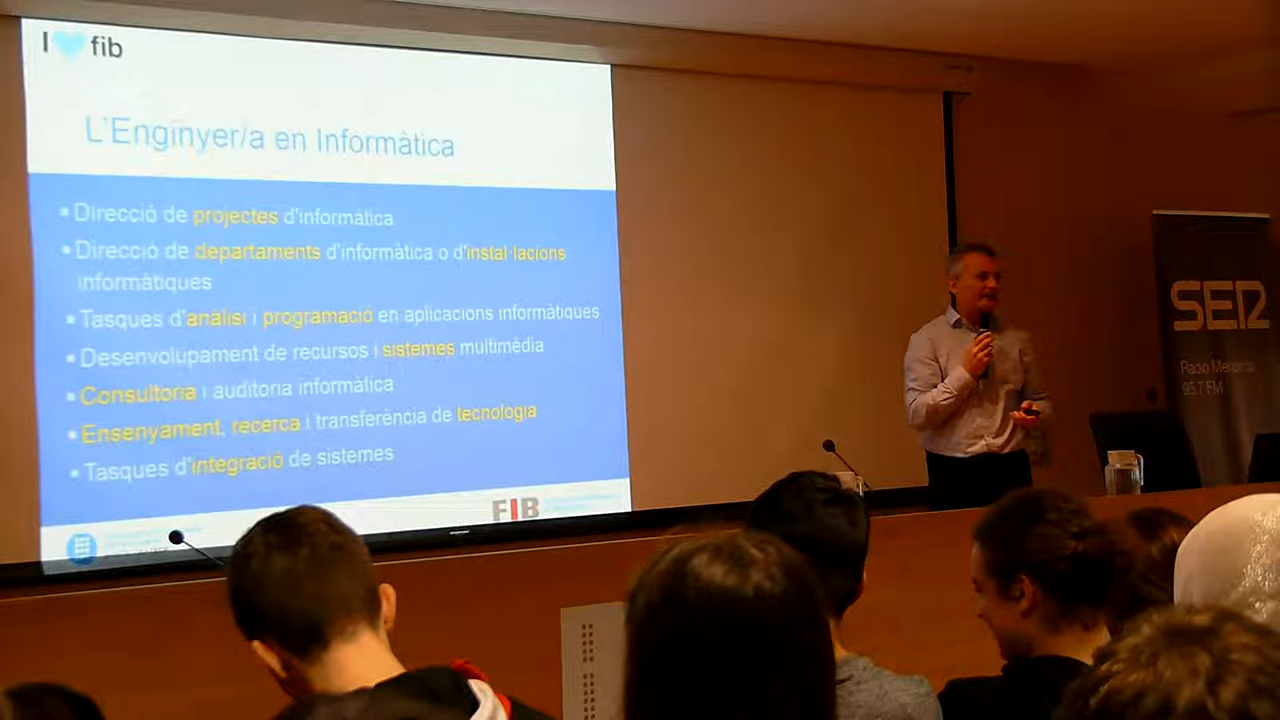 I fib
L'Enginyer/a en Informàtica
▪ Direcció de projectes d'informàtica
▪ Direcció de departaments d'informàtica o d'instal·lacions
informàtiques
▪ Tasques d'anàlisi i programació en aplicacions informàtiques
▪ Desenvolupament de recursos i sistemes multimèdia
▪ Consultoria i auditoria informàtica
▪ Ensenyament, recerca i transferència de tecnologia
▪ Tasques d'integració de sistemes
FIB
SER
Radio Menorca
95.7 FM